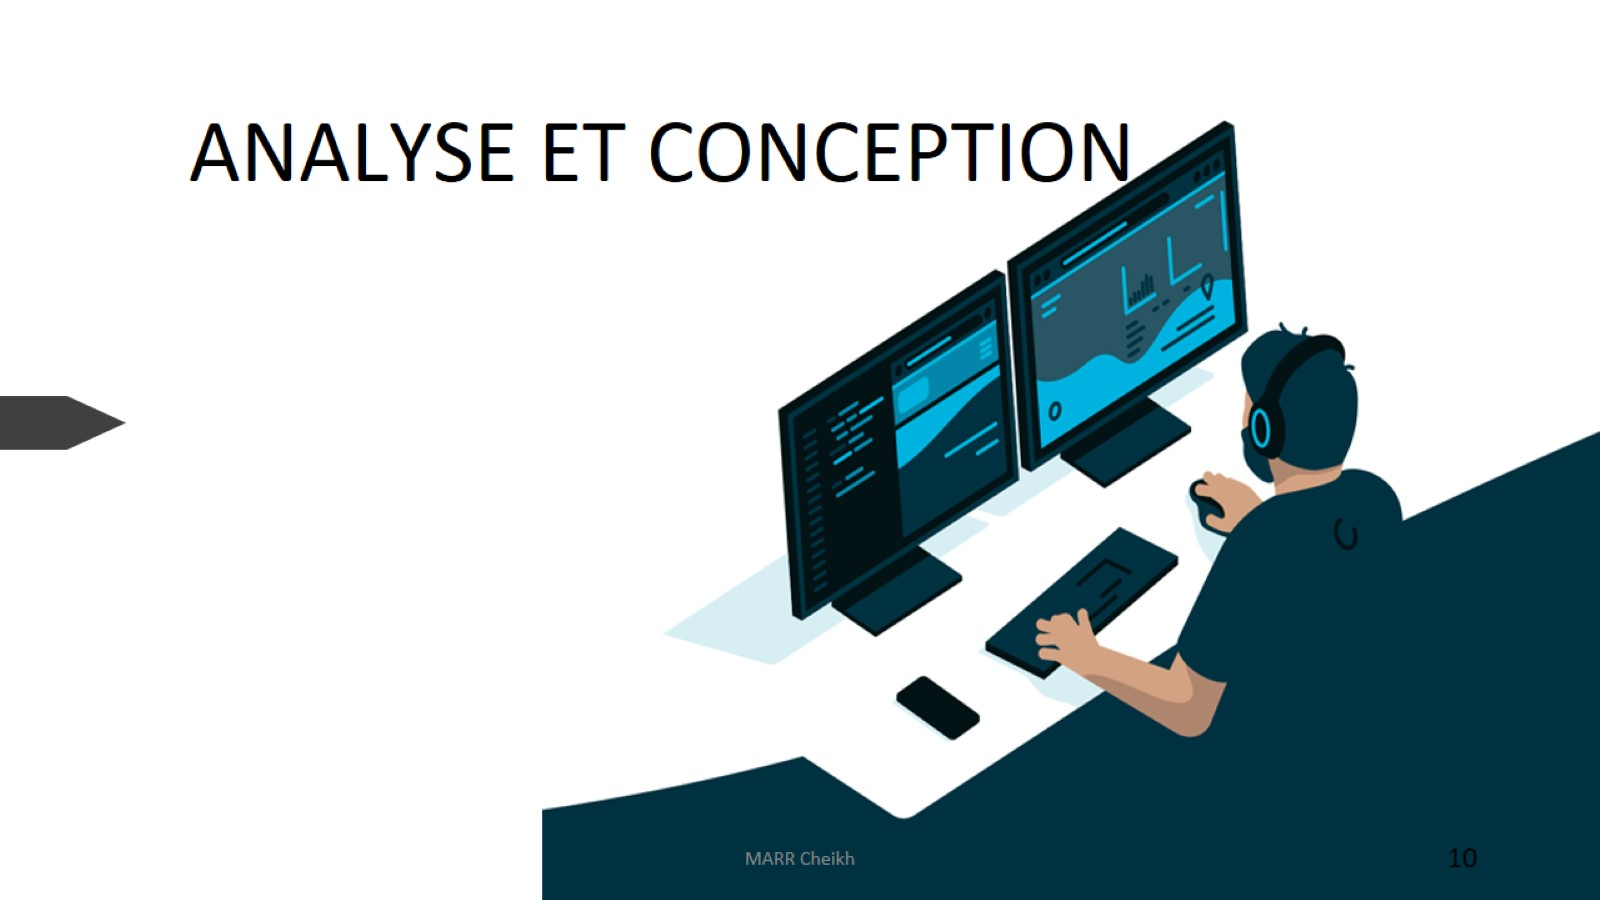 ANALYSE ET CONCEPTION
MARR Cheikh
10